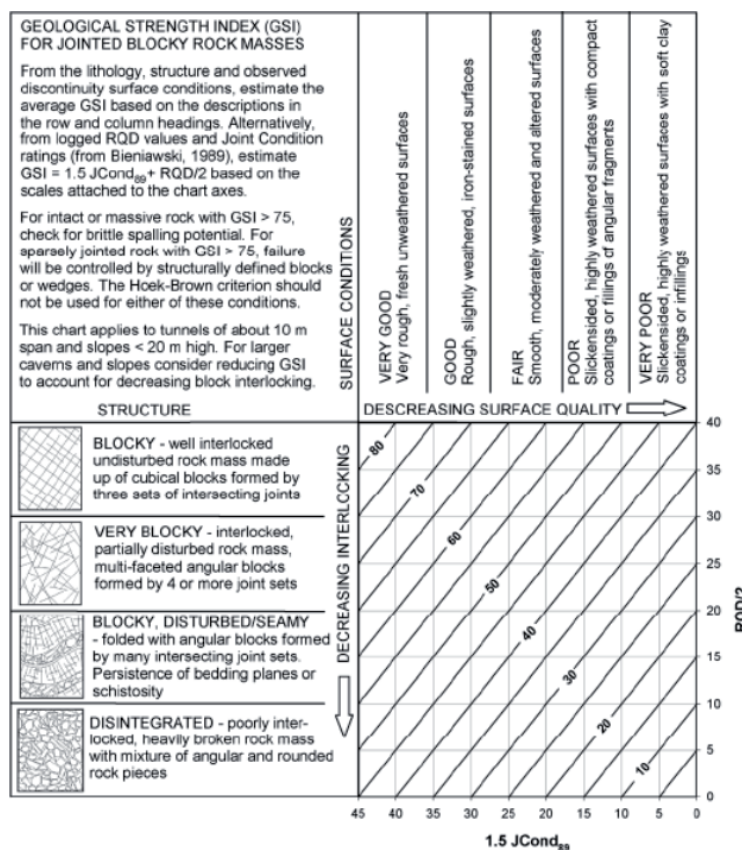 GEOLOGICAL STRENGTH INDEX (GSI)
FOR JOINTED BLOCKY ROCK MASSES
From the lithology, structure and observed
discontinuity surface conditions, estimate the
average GSI based on the descriptions in
the row and column headings. Alternatively,
from logged RQD values and Joint Condition
ratings (from Bieniawski, 1989), estimate
GSI = 1.5 JCond89 + RQD/2 based on the
scales attached to the chart axes.
For intact or massive rock with GSI > 75,
check for brittle spalling potential. For
sparsely jointed rock with GSI > 75, failure
will be controlled by structurally defined blocks
or wedges. The Hoek-Brown criterion should
not be used for either of these conditions.
This chart applies to tunnels of about 10 m
span and slopes < 20 m high. For larger
caverns and slopes consider reducing GSI
to account for decreasing block interlocking.
SURFACE CONDITIONS
VERY GOOD
Very rough, fresh unweathered surfaces
GOOD
Rough, slightly weathered, iron-stained surfaces
FAIR
Smooth, moderately weathered and altered surfaces
POOR
Slickensided, highly weathered surfaces with compact
coatings or fillings of angular fragments
VERY POOR
Slickensided, highly weathered surfaces with soft clay
coatings or infillings
STRUCTURE
DESCREASING SURFACE QUALITY
BLOCKY - well interlocked
undisturbed rock mass made
up of cubical blocks formed by
three sets of intersecting joints
VERY BLOCKY - interlocked,
partially disturbed rock mass,
multi-faceted angular blocks
formed by 4 or more joint sets
BLOCKY, DISTURBED/SEAMY
- folded with angular blocks formed
by many intersecting joint sets.
Persistence of bedding planes or
schistosity
DISINTEGRATED - poorly inter-
locked, heavily broken rock mass
with mixture of angular and rounded
rock pieces
DECREASING INTERLOCKING
80
70
60
50
40
30
20
10
40
35
30
25
20
15
10
5
0
RQD/2
45 40 35 30 25 20 15 10 5 0
1.5 JCond89